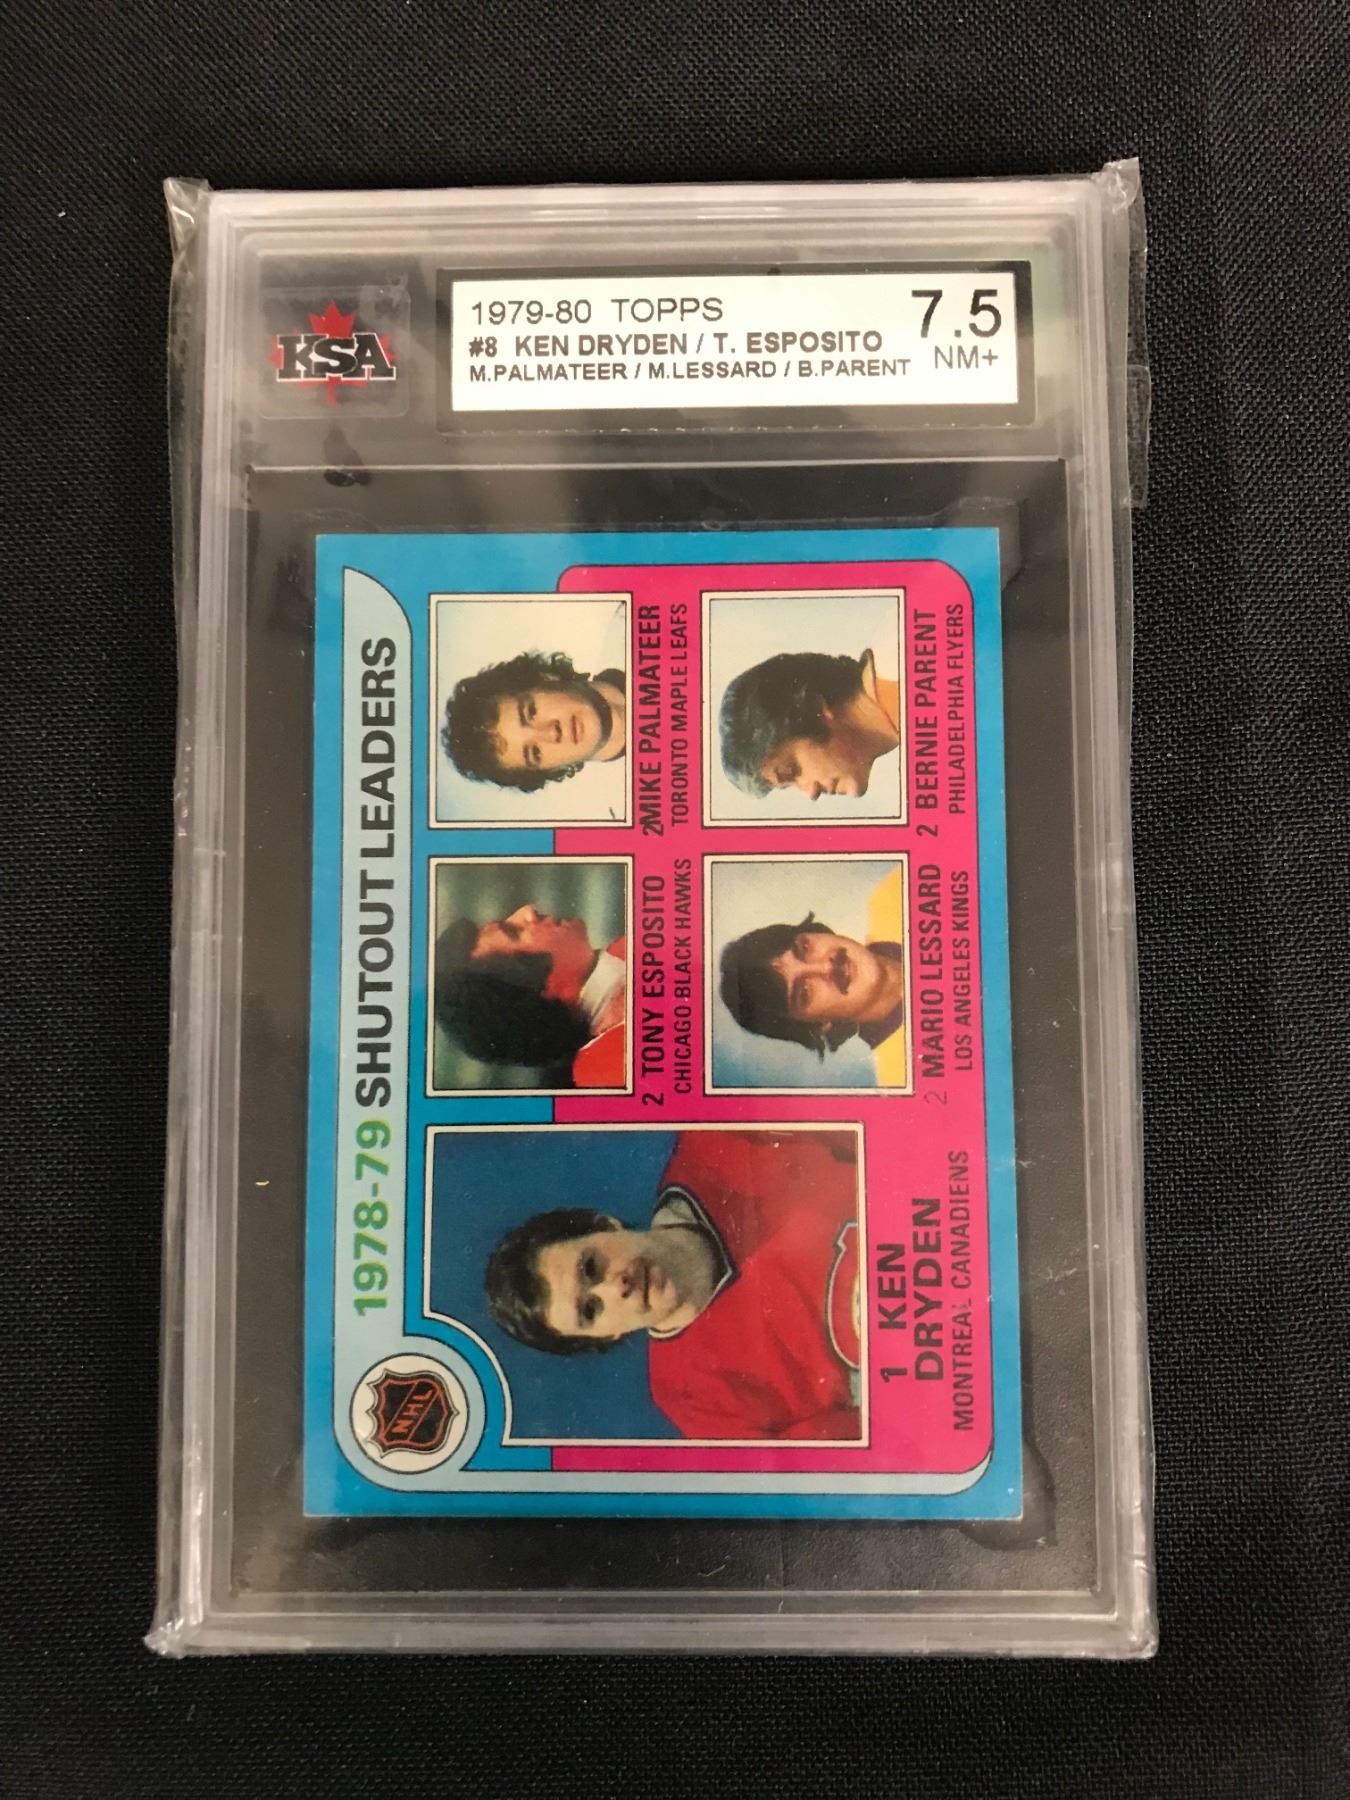 KSA
1979-80 TOPPS
#8 KEN DRYDEN / T. ESPOSITO
M.PALMATEER / M.LESSARD / B.PARENT
7.5
NM+
NHL
1978-79 SHUTOUT LEADERS
2 TONY ESPOSITO
CHICAGO BLACK HAWKS
2 MIKE PALMATEER
TORONTO MAPLE LEAFS
1 KEN
DRYDEN
MONTREAL CANADIENS
2 MARIO LESSARD
LOS ANGELES KINGS
2 BERNIE PARENT
PHILADELPHIA FLYERS